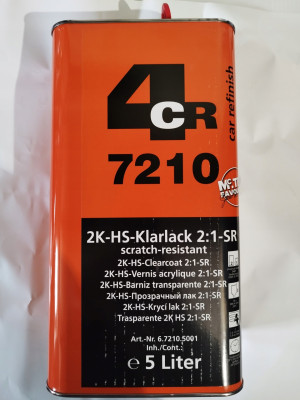 4CR
car refinish
7210
2K-HS-Klarlack 2:1-SR
scratch-resistant
2K-HS-Clearcoat 2:1-SR
2K-HS-Vernis acrylique 2:1-SR
2K-HS-Barniz transparente 2:1-SR
2K-HS-Прозрачный лак 2:1-SR
2K-HS-Krycí lak 2:1-SR
Trasparente 2K HS 2:1-SR
Art.-Nr. 6.7210.5001
Inh./Cont.:
℮ 5 Liter